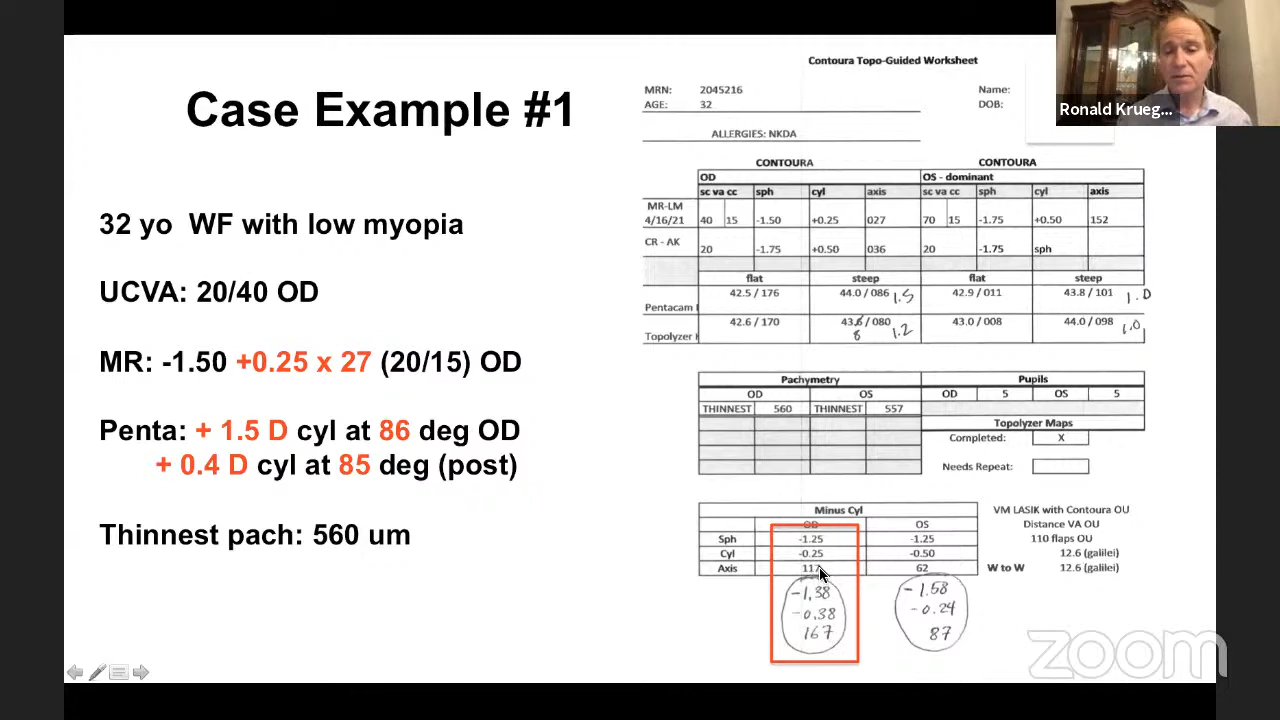 Case Example #1
32 yo WF with low myopia
UCVA: 20/40 OD
MR: -1.50 +0.25 x 27 (20/15) OD
Penta: + 1.5 D cyl at 86 deg OD
+ 0.4 D cyl at 85 deg (post)
Thinnest pach: 560 um
Contoura Topo-Guided Worksheet
MRN: 2045216 Name:
AGE: 32 DOB:
Ronald Krueg...
ALLERGIES: NKDA
CONTOURA CONTOURA
OD OS - dominant
sc va cc sph cyl axis sc va cc sph cyl axis
MR-LM
4/16/21 40 15 -1.50 +0.25 027 70 15 -1.75 +0.50 152
CR - AK 20 -1.75 +0.50 036 20 -1.75 sph
flat steep flat steep
Pentacam 42.5 / 176 44.0 / 086 1.5 42.9 / 011 43.8 / 101 1.0
Topolyzer 42.6 / 170 43.6 / 080 43.0 / 008 44.0 / 098 1.0
8 1.2
Pachymetry Pupils
OD OS OD 5 OS 5
THINNEST 560 THINNEST 557
Topolyzer Maps
Completed: X
Needs Repeat:
Minus Cyl VM LASIK with Contoura OU
OD OS Distance VA OU
Sph -1.25 -1.25 110 flaps OU
Cyl -0.25 -0.50 12.6 (galilei)
Axis 117 62 W to W 12.6 (galilei)
-1.38 -1.58
-0.38 -0.24
167 87
zoom